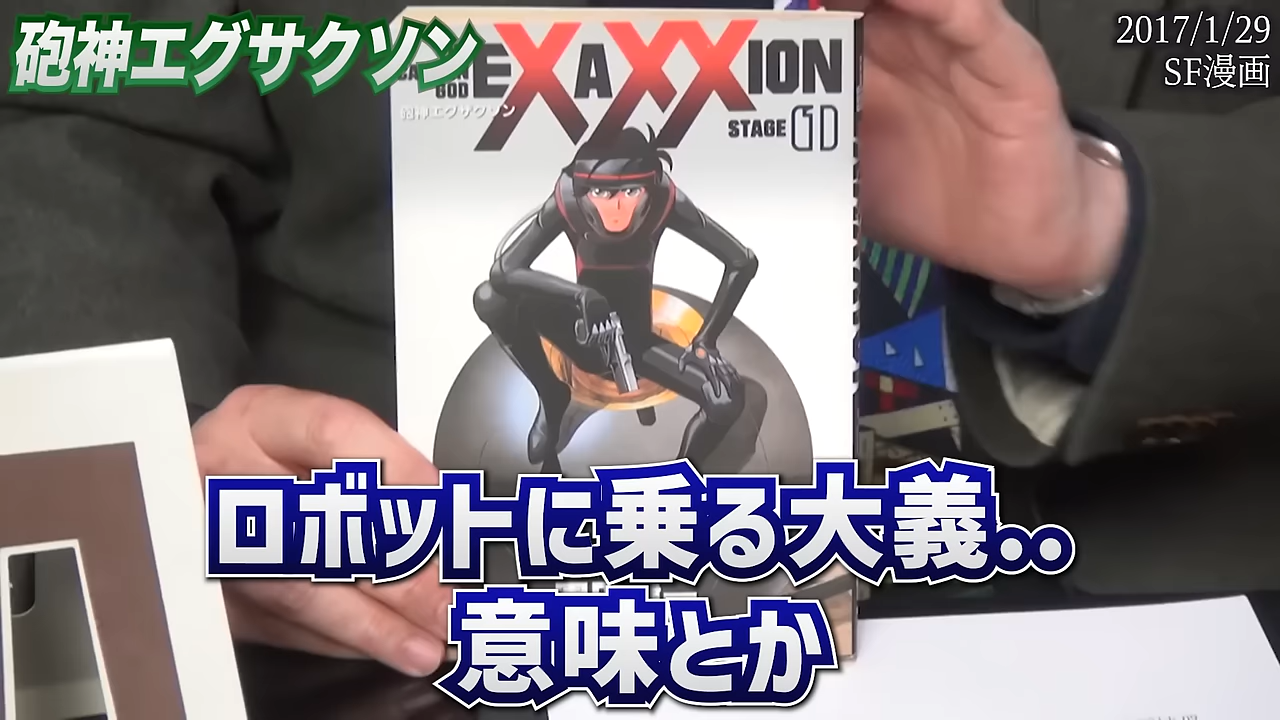 砲神エグサクソン
2017/1/29
SF漫画
CANNON GOD EXAXXION
砲神エグザクソン
STAGE 01
ロボットに乗る大義..
意味とか